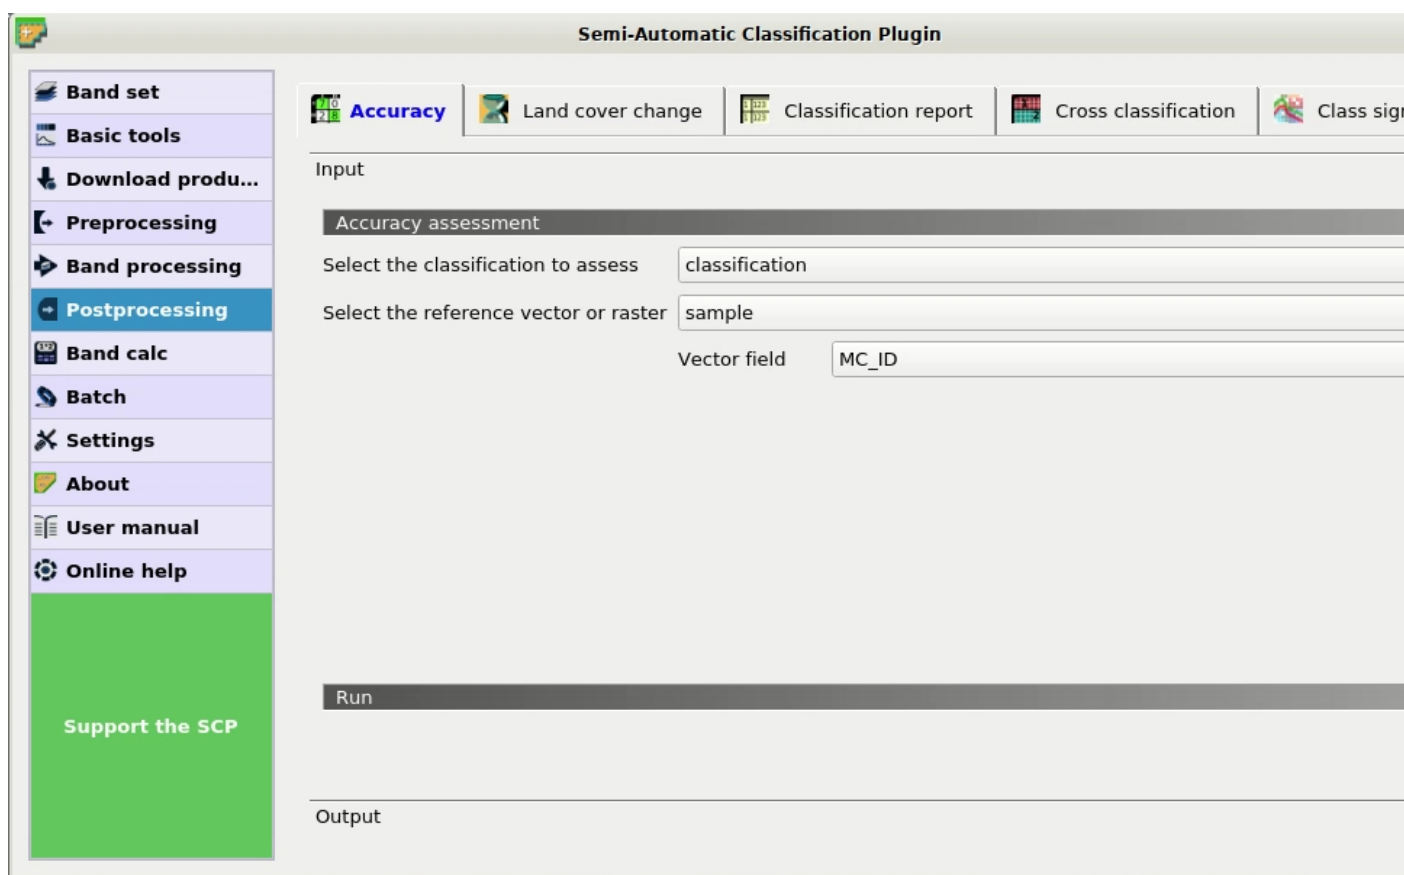 Semi-Automatic Classification Plugin
Band set
Basic tools
Download produ...
Preprocessing
Band processing
Postprocessing
Band calc
Batch
Settings
About
User manual
Online help
Support the SCP
Accuracy
Land cover change
Classification report
Cross classification
Class sig
Input
Accuracy assessment
Select the classification to assess classification
Select the reference vector or raster sample
Vector field MC_ID
Run
Output